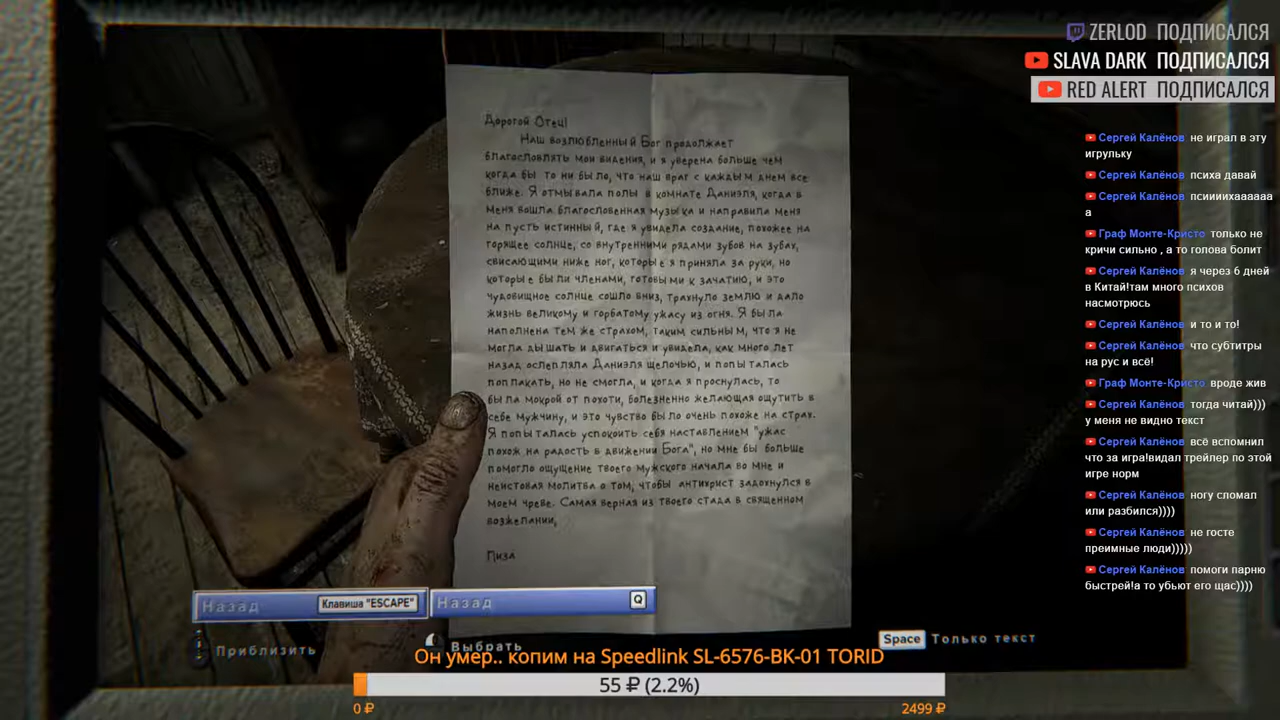 ZERLOD ПОДПИСАЛСЯ
SLAVA DARK ПОДПИСАЛСЯ
RED ALERT ПОДПИСАЛСЯ
Дорогой Отец!
Наш возлюбленный Бог продолжает
благословлять мои видения, и я уверена больше чем
когда бы то ни было, что наш враг с каждым днем все
ближе. Я отмывала полы в комнате Даниэля, когда в
меня вошла благословенная музыка и направила меня
на пусть истинный, где я увидела создание, похожее на
горящее солнце, со внутренними рядами зубов на зубах,
свисающими ниже ног, которые я приняла за руки, но
которые были членами, готовыми к зачатию, и это
чудовищное солнце сошло вниз, трахнуло землю и дало
жизнь великому и горбатому ужасу из огня. Я была
наполнена тем же страхом, таким сильным, что я не
могла дышать и двигаться и увидела, как много лет
назад ослепляла Даниэля щелочью, и попыталась
поплакать, но не смогла, и когда я проснулась, то
была мокрой от похоти, болезненно желающая ощутить в
себе мужчину, и это чувство было очень похоже на страх.
Я попыталась успокоить себя наставлением "ужас
похож на радость в движении Бога", но мне бы больше
помогло ощущение твоего мужского начала во мне и
неистовая молитва о том, чтобы антихрист задохнулся в
моем чреве. Самая верная из твоего стада в священном
возжелании,
Лиза
Назад Клавиша "ESCAPE" Назад Q
Приблизить Выбрать Space Только текст
Он умер.. копим на Speedlink SL-6576-BK-01 TORID
55 ₽ (2.2%)
0 ₽ 2499 ₽
Сергей Калёнов не играл в эту
игрульку
Сергей Калёнов психа давай
Сергей Калёнов псиииихаааааа
а
Граф Монте-Кристо только не
кричи сильно , а то голова болит
Сергей Калёнов я через 6 дней
в Китай!там много психов
насмотрюсь
Сергей Калёнов и то и то!
Сергей Калёнов что субтитры
на рус и всё!
Граф Монте-Кристо вроде жив
Сергей Калёнов тогда читай)))
у меня не видно текст
Сергей Калёнов всё вспомнил
что за игра!видал трейлер по этой
игре норм
Сергей Калёнов ногу сломал
или разбился))))
Сергей Калёнов не госте
преимные люди)))))
Сергей Калёнов помоги парню
быстрей!а то убьют его щас))))